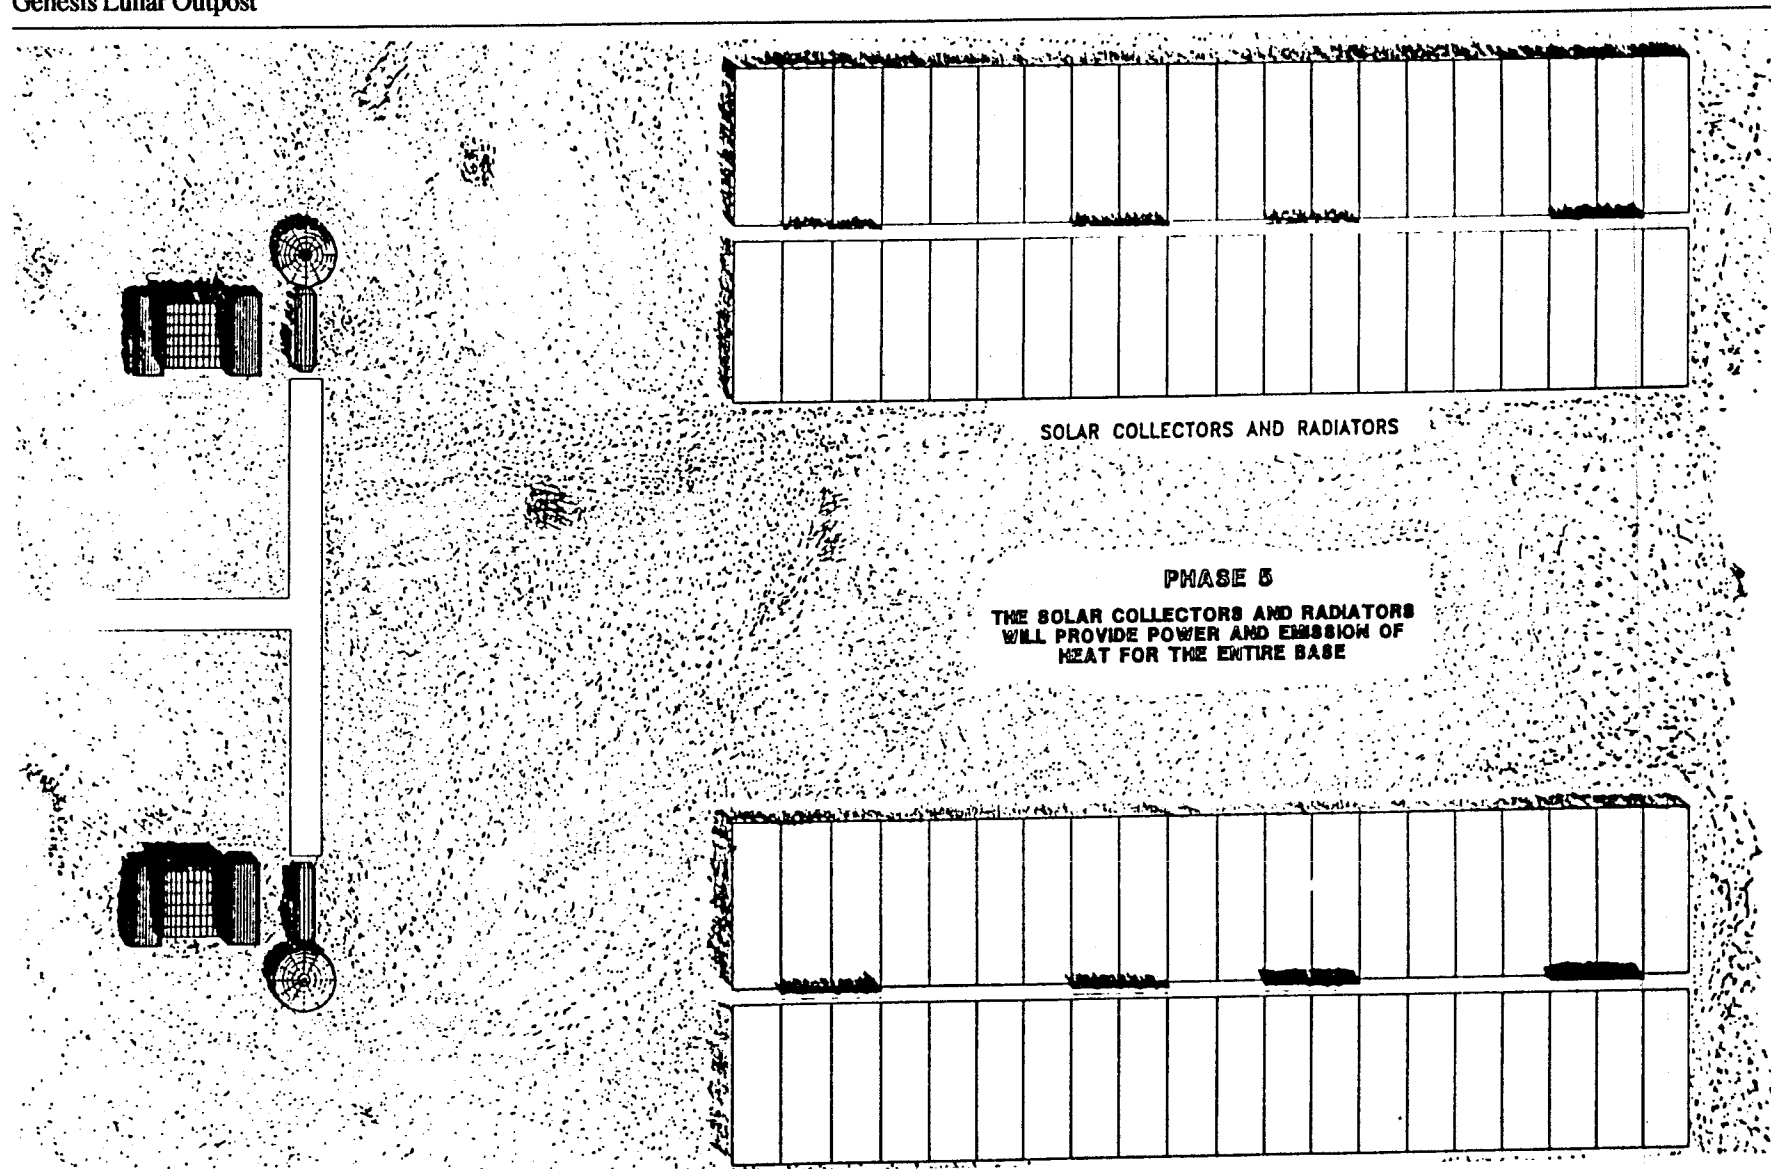 Genesis Lunar Outpost
SOLAR COLLECTORS AND RADIATORS
PHASE 5
THE SOLAR COLLECTORS AND RADIATORS
WILL PROVIDE POWER AND EMISSION OF
HEAT FOR THE ENTIRE BASE